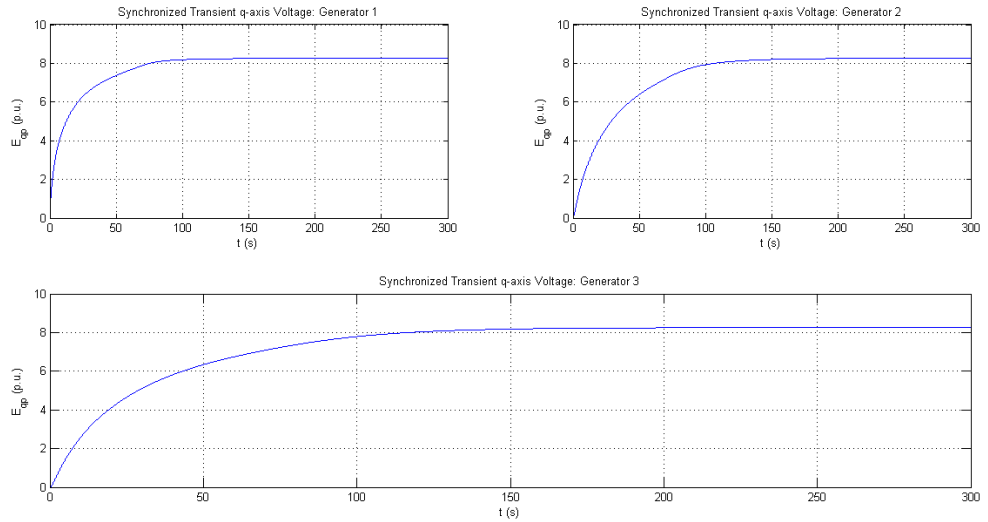 Synchronized Transient q-axis Voltage: Generator 1
10
8
6
4
2
0
E_qp (p.u.)
0 50 100 150 200 250 300
t (s)
Synchronized Transient q-axis Voltage: Generator 2
10
8
6
4
2
0
E_qp (p.u.)
0 50 100 150 200 250 300
t (s)
Synchronized Transient q-axis Voltage: Generator 3
10
8
6
4
2
0
E_qp (p.u.)
0 50 100 150 200 250 300
t (s)